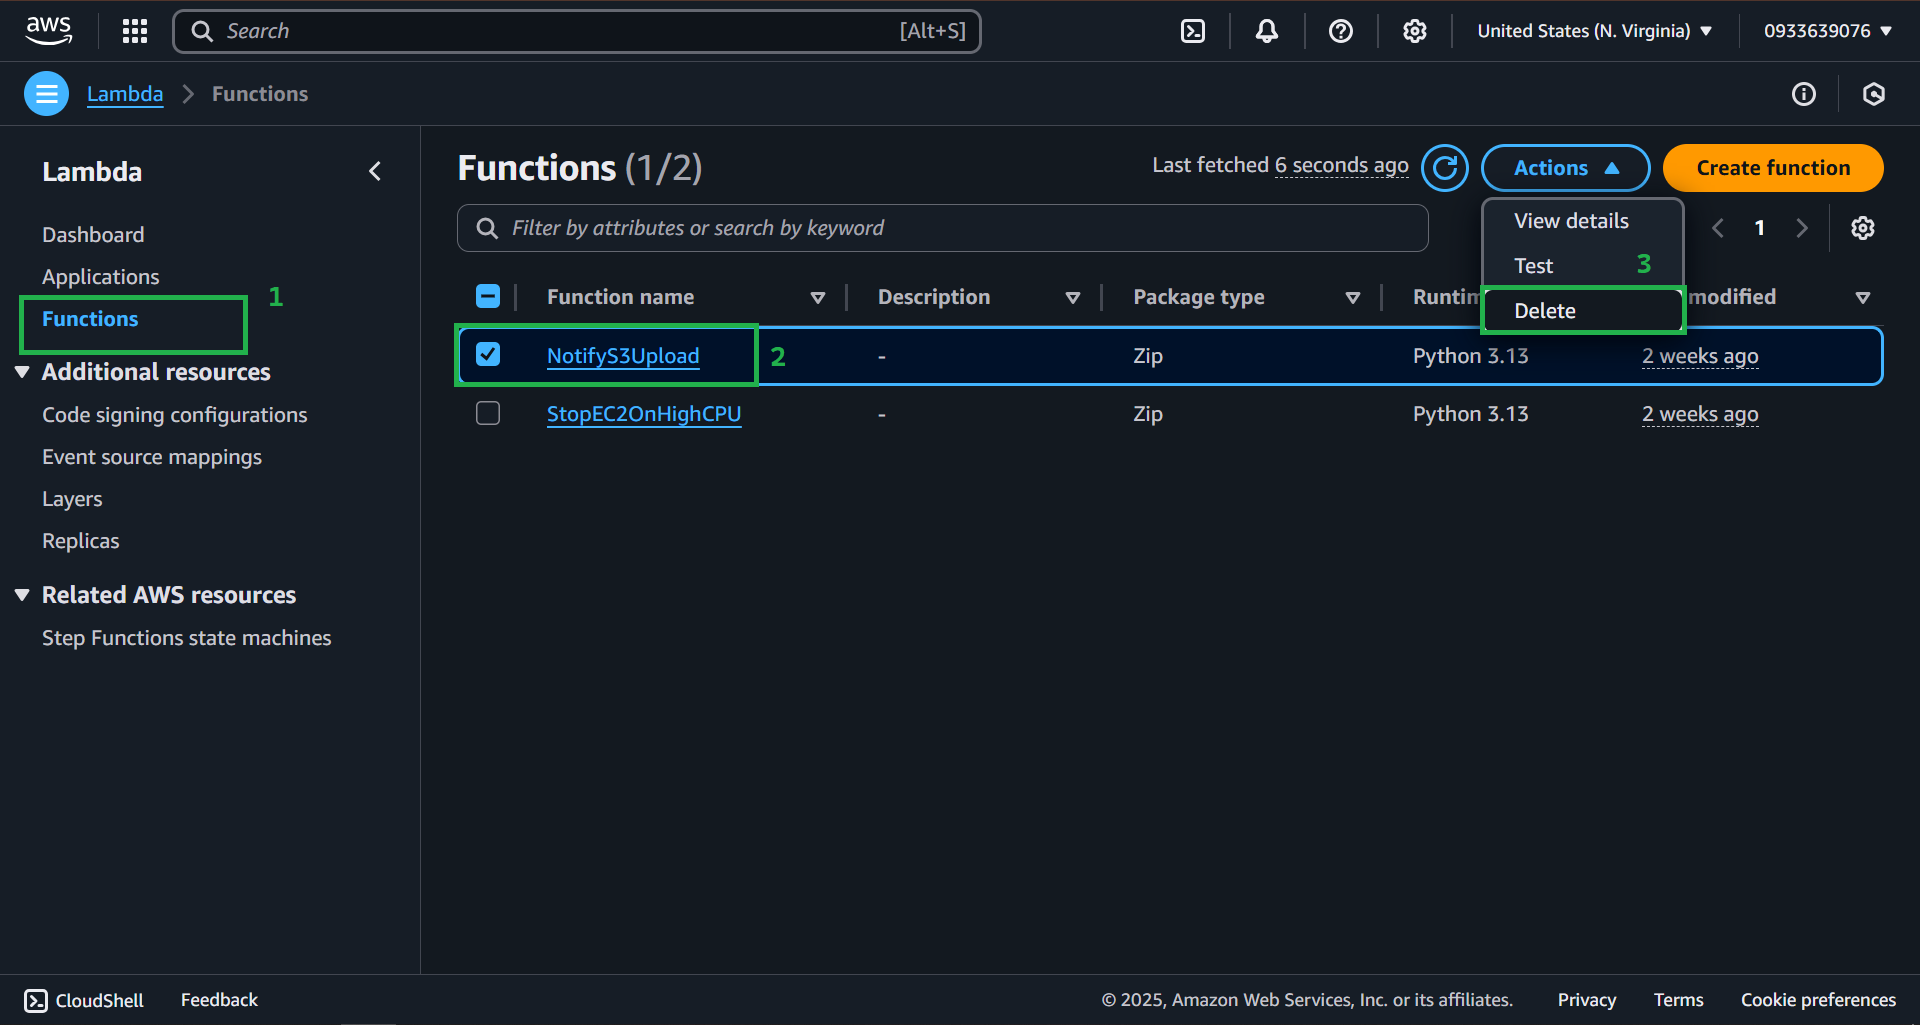 aws
Search [Alt+S]
United States (N. Virginia)
0933639076
Lambda
Functions
Lambda
Dashboard
Applications
Functions
1
Additional resources
Code signing configurations
Event source mappings
Layers
Replicas
Related AWS resources
Step Functions state machines
Functions (1/2)
Last fetched 6 seconds ago
Actions
Create function
Filter by attributes or search by keyword
View details
Test
3
Delete
1
Function name
Description
Package type
modified
NotifyS3Upload
2
-
Zip
Python 3.13
2 weeks ago
StopEC2OnHighCPU
-
Zip
Python 3.13
2 weeks ago
CloudShell
Feedback
© 2025, Amazon Web Services, Inc. or its affiliates.
Privacy
Terms
Cookie preferences